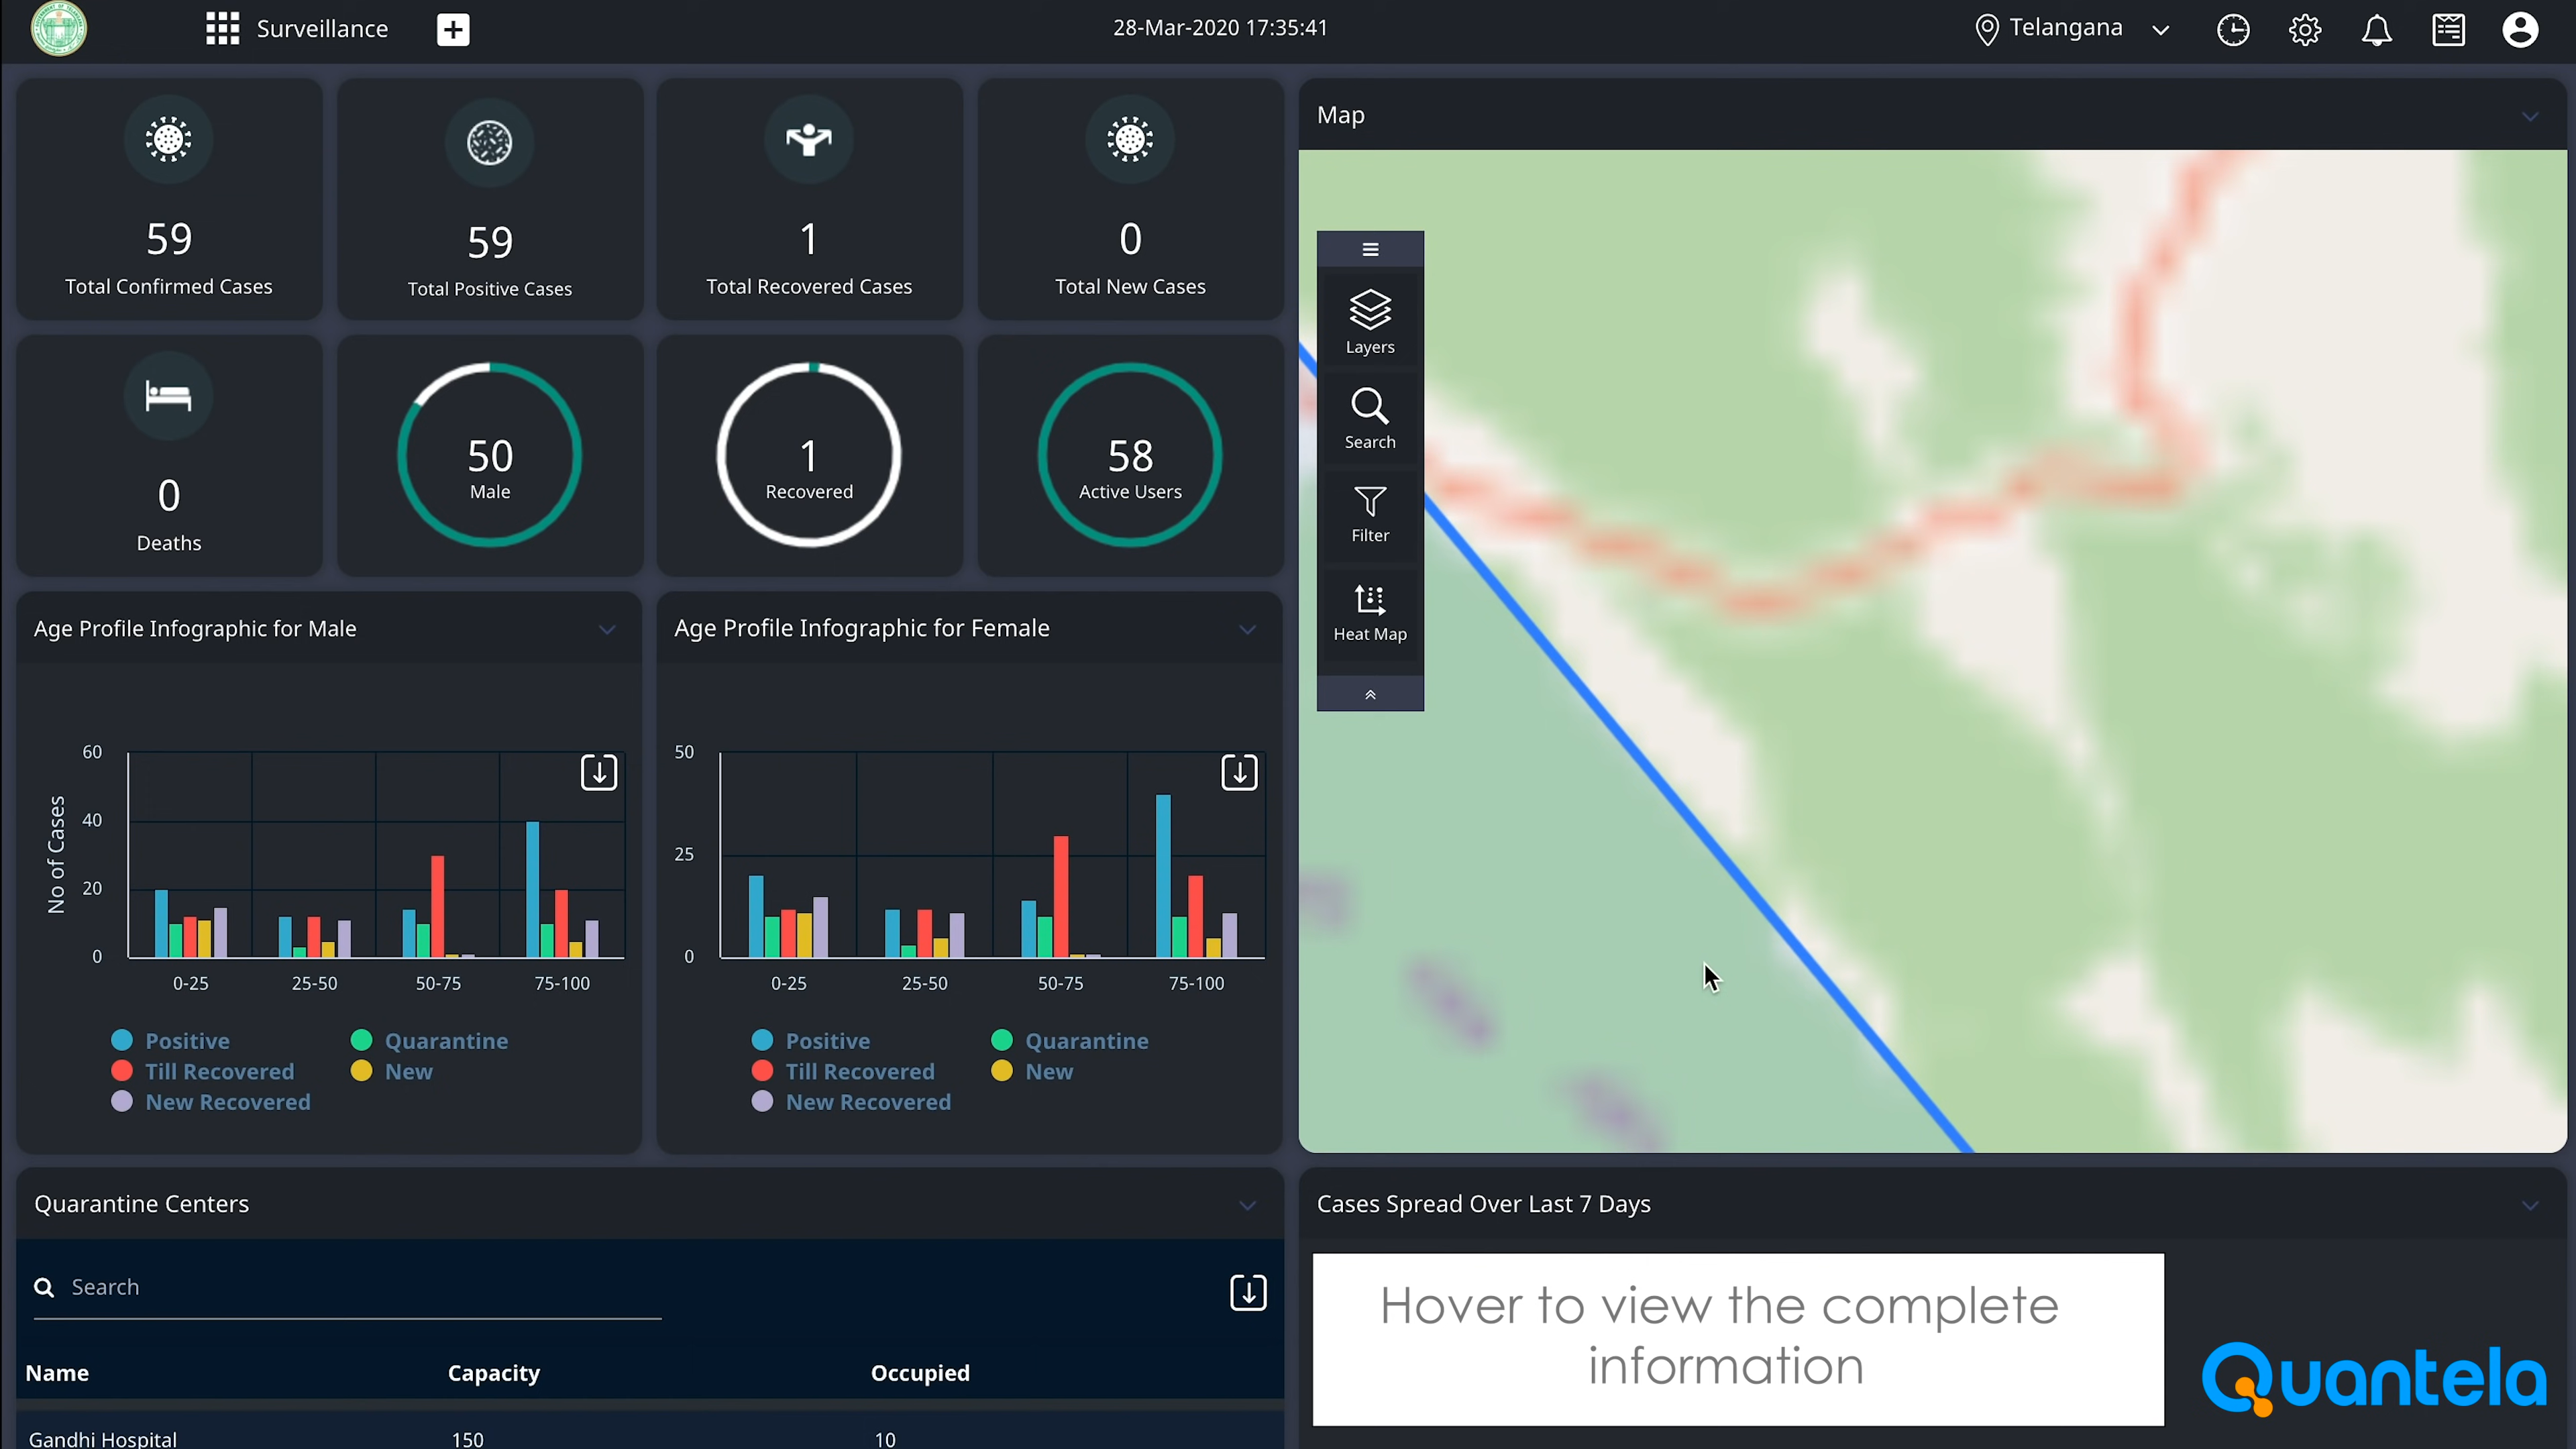 Surveillance
28-Mar-2020 17:35:41
Telangana
59
Total Confirmed Cases
59
Total Positive Cases
1
Total Recovered Cases
0
Total New Cases
0
Deaths
50
Male
1
Recovered
58
Active Users
Map
Layers
Search
Filter
Heat Map
Age Profile Infographic for Male
No of Cases
60
40
20
0
0-25 25-50 50-75 75-100
Positive Quarantine
Till Recovered New
New Recovered
Age Profile Infographic for Female
50
25
0
0-25 25-50 50-75 75-100
Positive Quarantine
Till Recovered New
New Recovered
Quarantine Centers
Search
Name Capacity Occupied
Gandhi Hospital 150 10
Cases Spread Over Last 7 Days
Hover to view the complete
information
Quantela